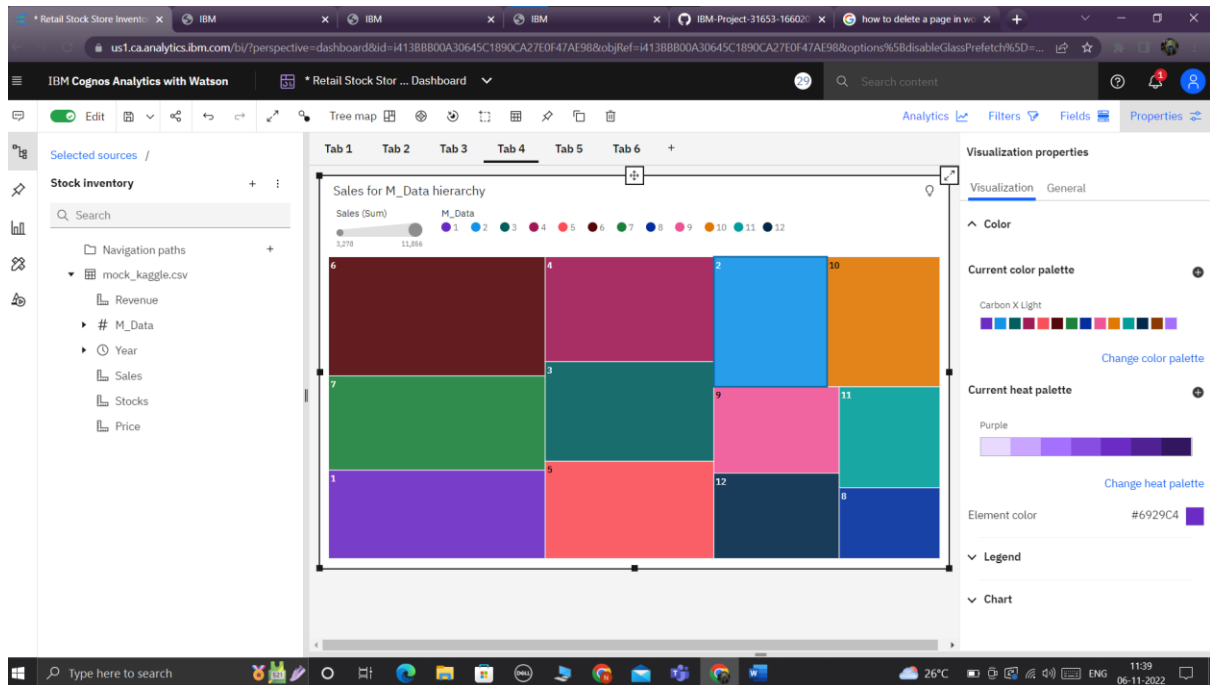 * Retail Stock Store Invento
IBM
IBM
IBM
IBM-Project-31653-16602
how to delete a page in wo
us1.ca.analytics.ibm.com/bi/?perspective=dashboard&id=i413BBB00A30645C1890CA27E0F47AE98&objRef=i413BBB00A30645C1890CA27E0F47AE98&options%5BdisableGlassPrefetch%5D=...
IBM Cognos Analytics with Watson
* Retail Stock Stor ... Dashboard
29
Search content
1
Edit
Tree map
Analytics
Filters
Fields
Properties
Selected sources /
Tab 1 Tab 2 Tab 3 Tab 4 Tab 5 Tab 6 +
Visualization properties
Stock inventory
Sales for M_Data hierarchy
Visualization General
Search
Sales (Sum)
M_Data
3,278 11,856
1 2 3 4 5 6 7 8 9 10 11 12
Color
Navigation paths
mock_kaggle.csv
Revenue
# M_Data
Year
Sales
Stocks
Price
6
4
2
10
7
3
9
11
1
5
12
8
Current color palette
Carbon X Light
Change color palette
Current heat palette
Purple
Change heat palette
Element color #6929C4
Legend
Chart
Type here to search
DELL
26°C
ENG
11:39
06-11-2022